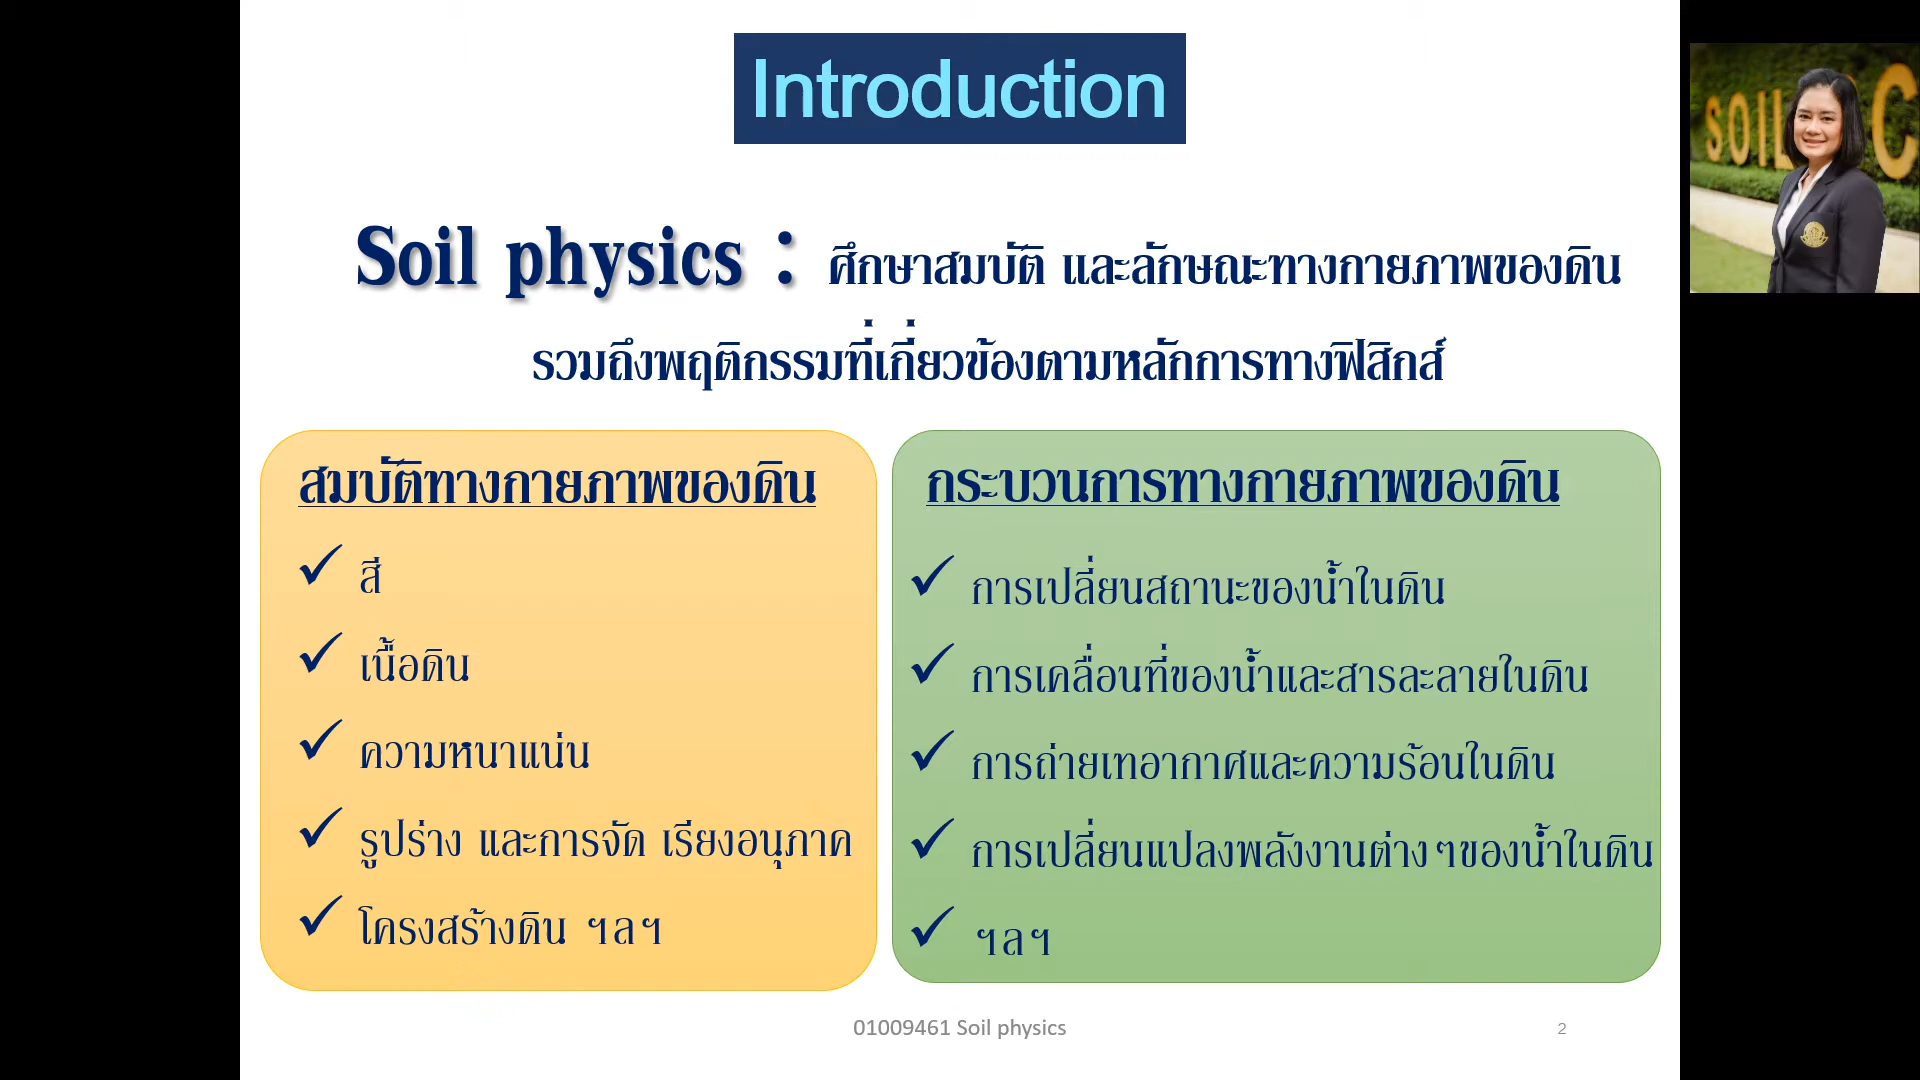 Introduction
Soil physics : ศึกษาสมบัติ และลักษณะทางกายภาพของดิน
รวมถึงพฤติกรรมที่เกี่ยวข้องตามหลักการทางฟิสิกส์
สมบัติทางกายภาพของดิน
✓ สี
✓ เนื้อดิน
✓ ความหนาแน่น
✓ รูปร่าง และการจัด เรียงอนุภาค
✓ โครงสร้างดิน ฯลฯ
กระบวนการทางกายภาพของดิน
✓ การเปลี่ยนสถานะของน้ำในดิน
✓ การเคลื่อนที่ของน้ำและสารละลายในดิน
✓ การถ่ายเทอากาศและความร้อนในดิน
✓ การเปลี่ยนแปลงพลังงานต่างๆของน้ำในดิน
✓ ฯลฯ
01009461 Soil physics
2
SOIL C